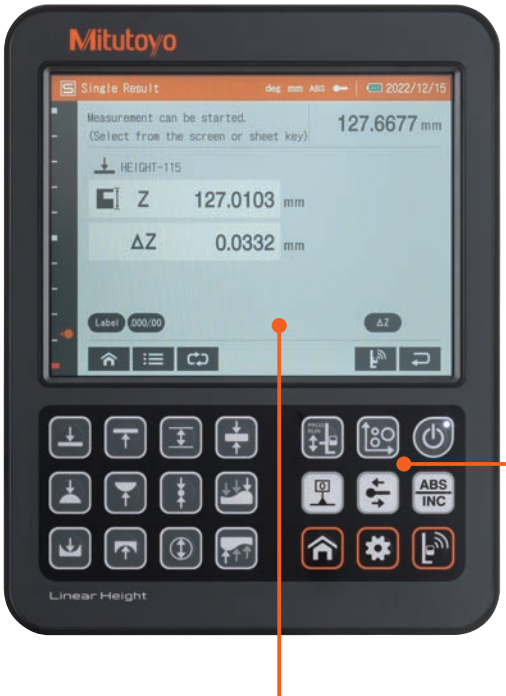 Mitutoyo
S Single Result deg mm ABS 2022/12/15
Measurement can be started.
(Select from the screen or sheet key)
127.6677 mm
HEIGHT-115
Z 127.0103 mm
ΔZ 0.0332 mm
Label 000/00 ΔZ
PROG
RUN
ABS
INC
Linear Height